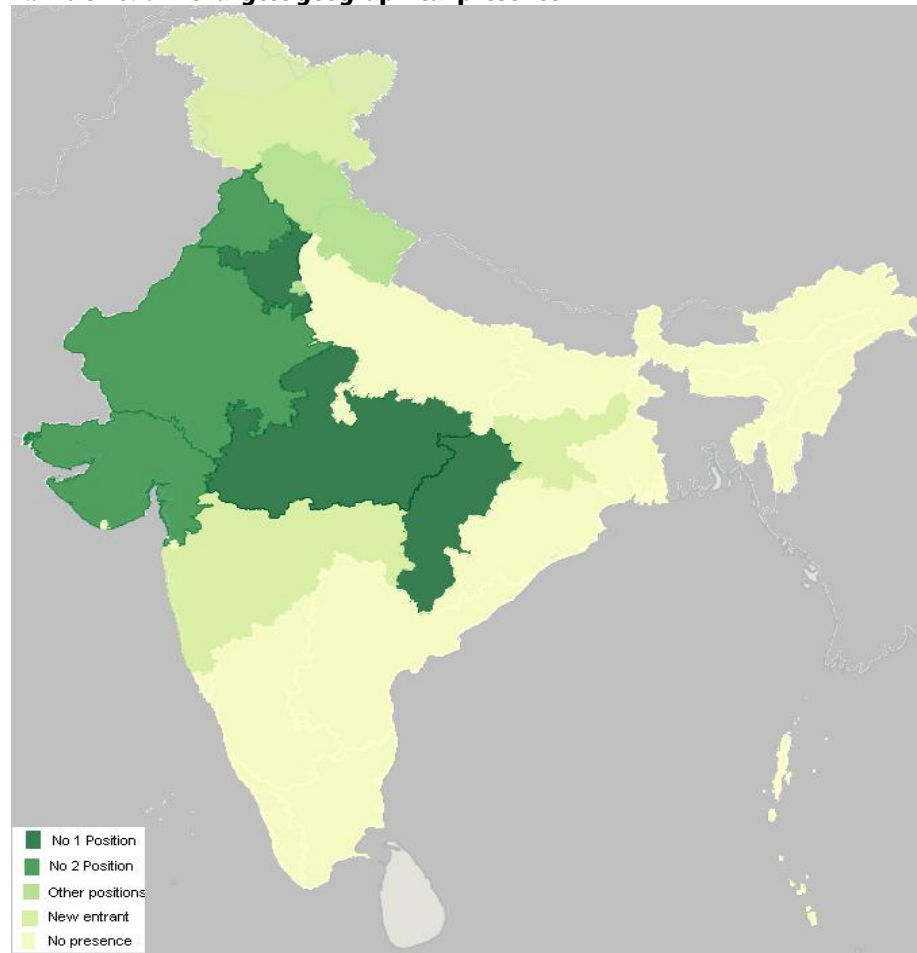 No 1 Position
No 2 Position
Other positions
New entrant
No presence